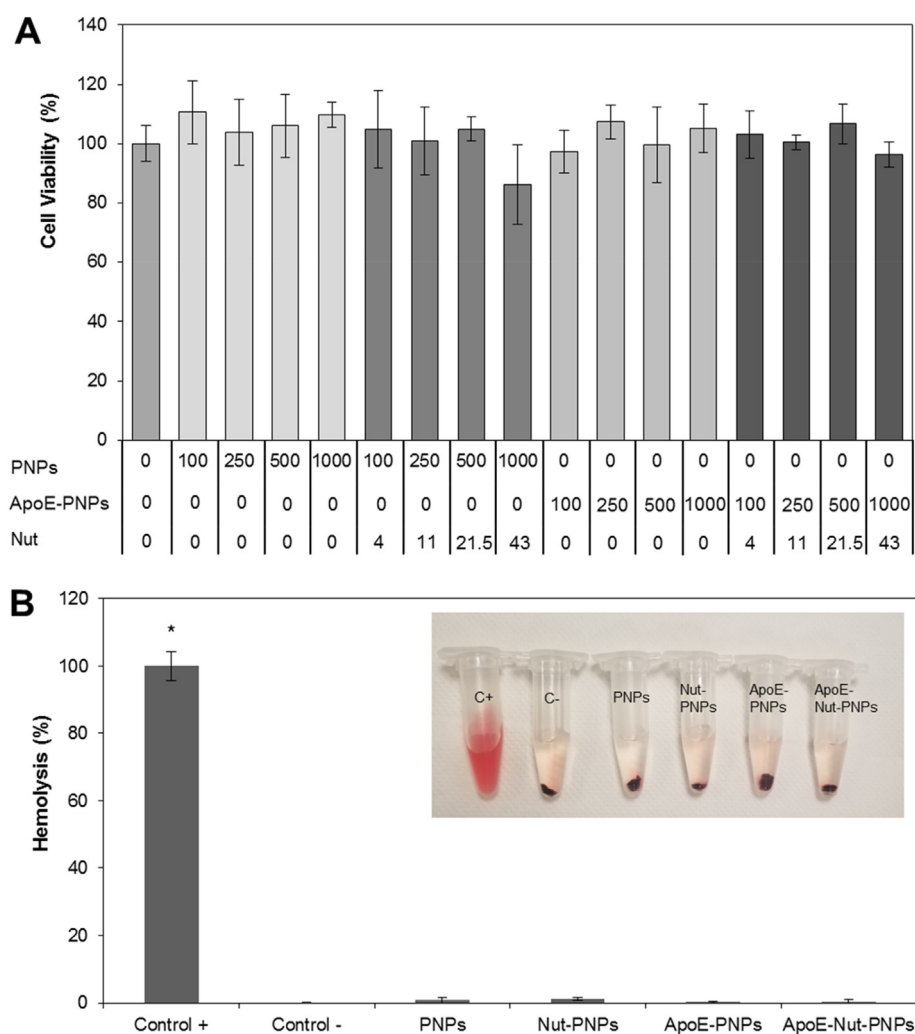 A
140
120
100
80
60
40
20
0
Cell Viability (%)
PNPs 0 100 250 500 1000 100 250 500 1000 0 0 0 0 0 0 0 0
ApoE-PNPs 0 0 0 0 0 0 0 0 0 100 250 500 1000 100 250 500 1000
Nut 0 0 0 0 0 4 11 21.5 43 0 0 0 0 4 11 21.5 43
B
120
100
80
60
40
20
0
Hemolysis (%)
*
C+ C- PNPs Nut- ApoE- ApoE-
PNPs PNPs Nut-PNPs
Control + Control - PNPs Nut-PNPs ApoE-PNPs ApoE-Nut-PNPs